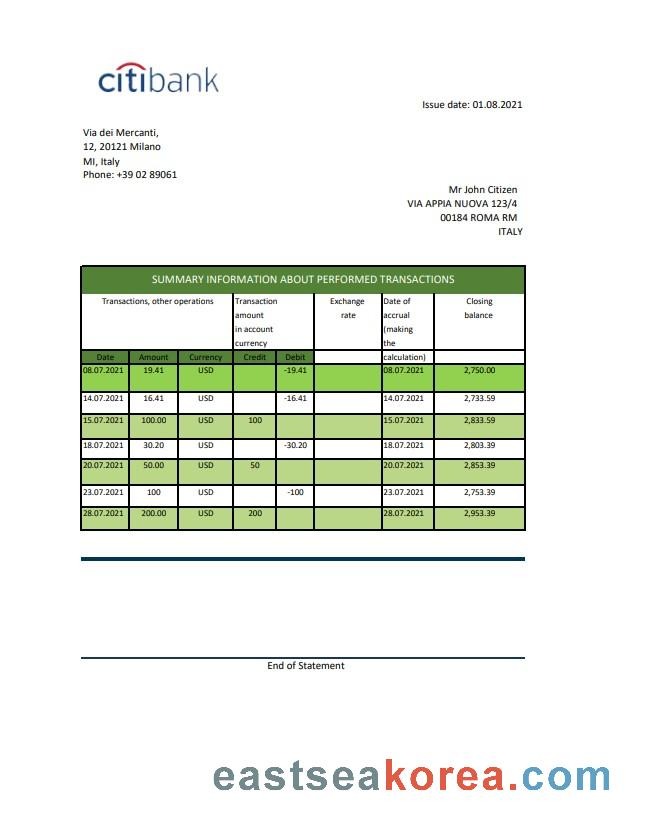 citibank
Issue date: 01.08.2021
Via dei Mercanti,
12, 20121 Milano
MI, Italy
Phone: +39 02 89061
Mr John Citizen
VIA APPIA NUOVA 123/4
00184 ROMA RM
ITALY
SUMMARY INFORMATION ABOUT PERFORMED TRANSACTIONS
Transactions, other operations
Transaction
amount
in account
currency
Exchange
rate
Date of
accrual
(making
the
calculation)
Closing
balance
Date Amount Currency Credit Debit
08.07.2021 19.41 USD -19.41 08.07.2021 2,750.00
14.07.2021 16.41 USD -16.41 14.07.2021 2,733.59
15.07.2021 100.00 USD 100 15.07.2021 2,833.59
18.07.2021 30.20 USD -30.20 18.07.2021 2,803.39
20.07.2021 50.00 USD 50 20.07.2021 2,853.39
23.07.2021 100 USD -100 23.07.2021 2,753.39
28.07.2021 200.00 USD 200 28.07.2021 2,953.39
End of Statement
eastseakorea.com